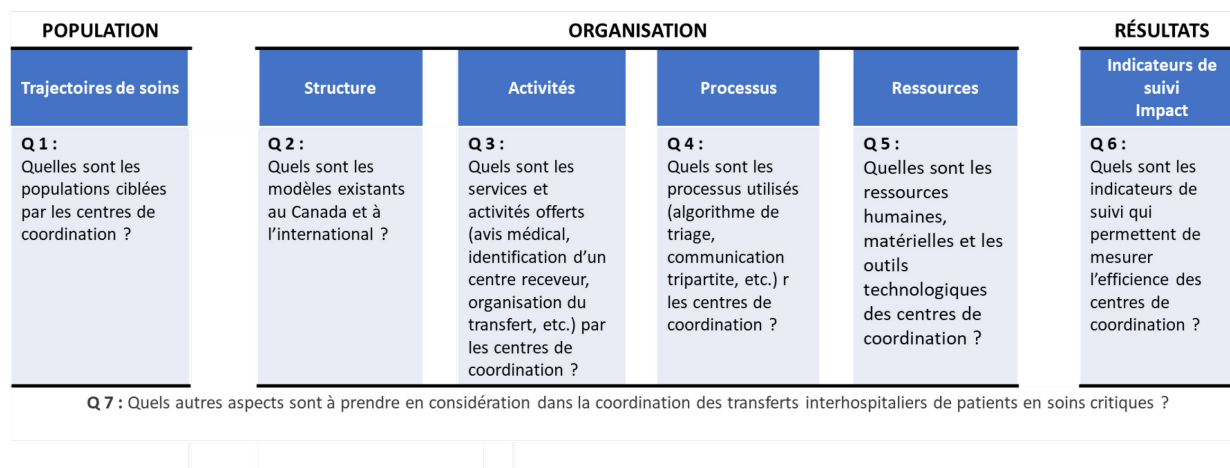 POPULATION
ORGANISATION
RÉSULTATS
Trajectoires de soins
Structure
Activités
Processus
Ressources
Indicateurs de
suivi
Impact
Q 1 :
Quelles sont les
populations ciblées
par les centres de
coordination ?
Q 2 :
Quels sont les
modèles existants
au Canada et à
l’international ?
Q 3 :
Quels sont les
services et
activités offerts
(avis médical,
identification d’un
centre receveur,
organisation du
transfert, etc.) par
les centres de
coordination ?
Q 4 :
Quels sont les
processus utilisés
(algorithme de
triage,
communication
tripartite, etc.) r
les centres de
coordination ?
Q 5 :
Quelles sont les
ressources
humaines,
matérielles et les
outils
technologiques
des centres de
coordination ?
Q 6 :
Quels sont les
indicateurs de
suivi qui
permettent de
mesurer
l’efficience des
centres de
coordination ?
Q 7 : Quels autres aspects sont à prendre en considération dans la coordination des transferts interhospitaliers de patients en soins critiques ?